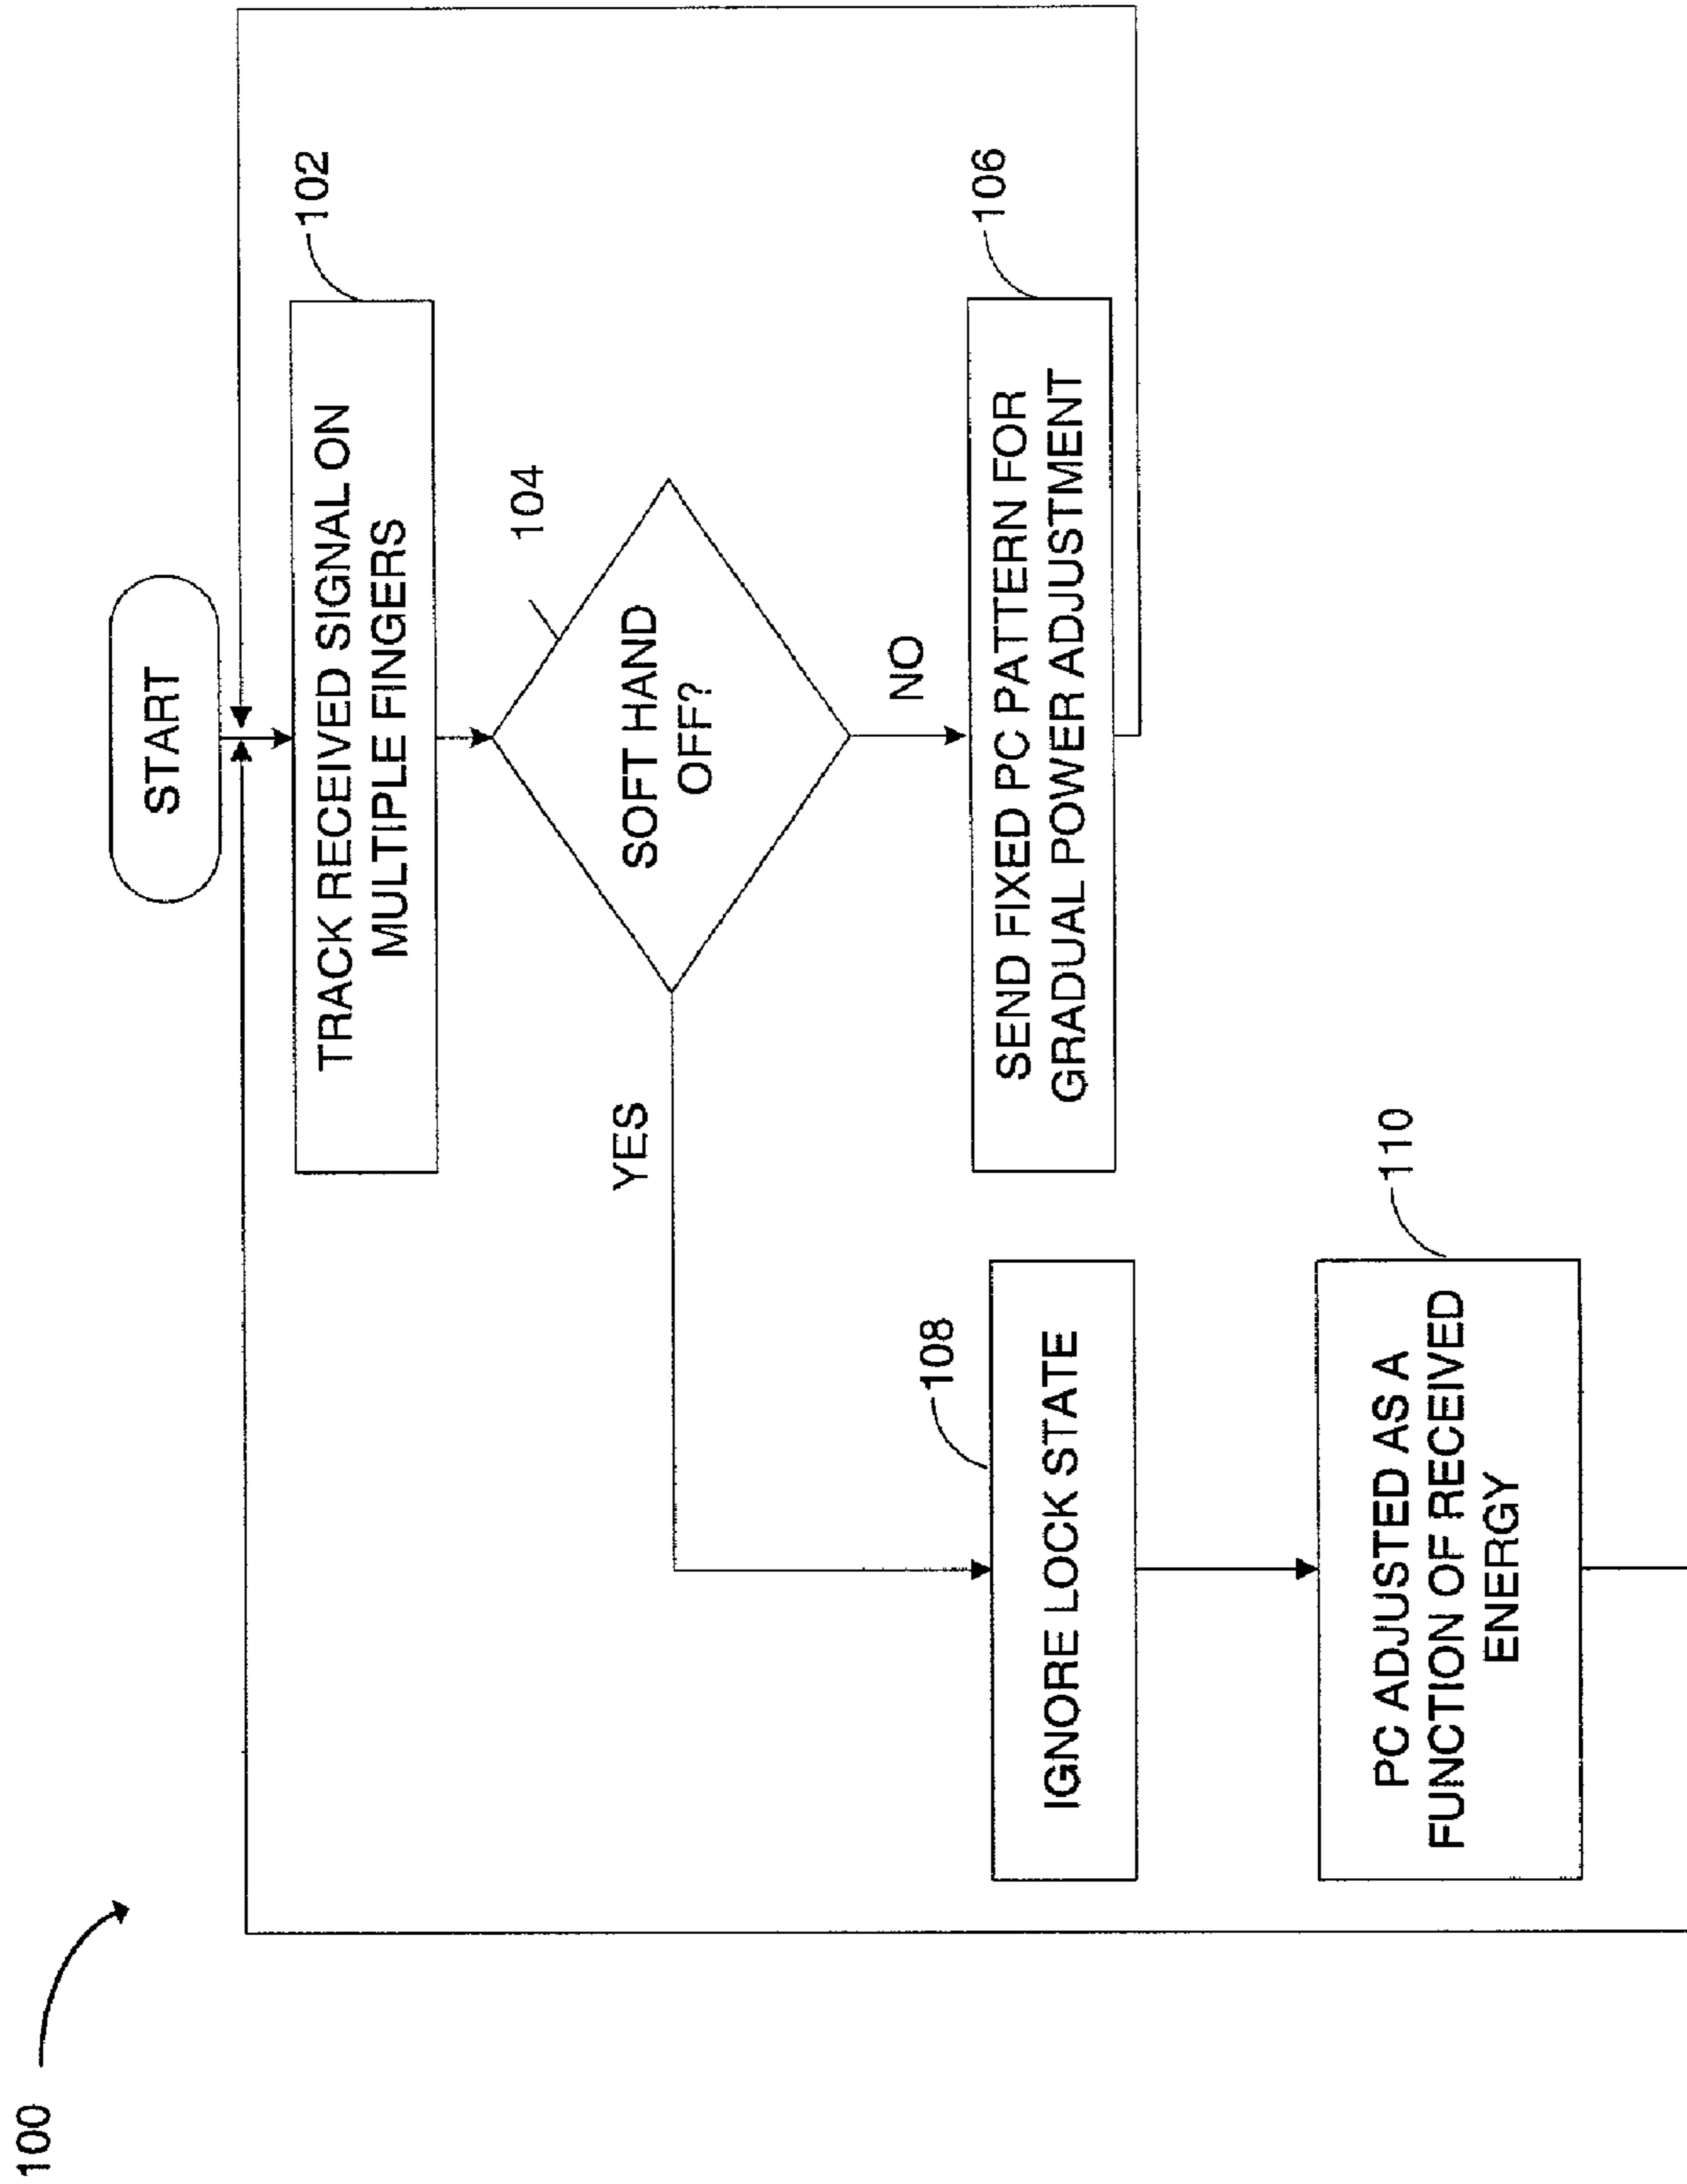 100
START
102
TRACK RECEIVED SIGNAL ON
MULTIPLE FINGERS
104
SOFT HAND
OFF?
YES
NO
106
SEND FIXED PC PATTERN FOR
GRADUAL POWER ADJUSTMENT
108
IGNORE LOCK STATE
110
PC ADJUSTED AS A
FUNCTION OF RECEIVED
ENERGY